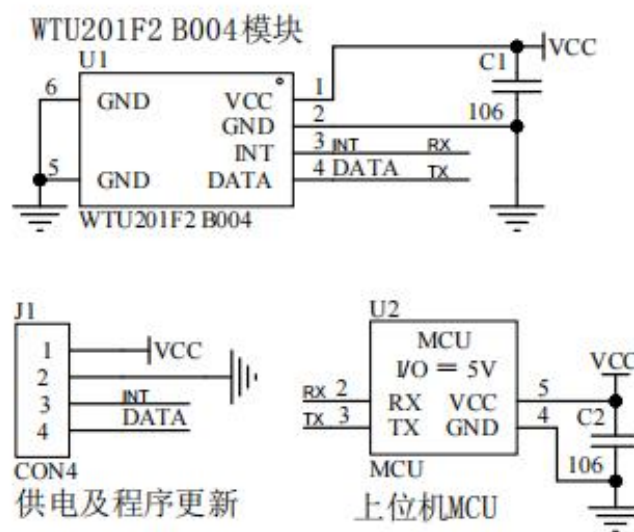 WTU201F2 B004模块
U1
6 GND VCC 1
GND 2
INT 3 INT RX
5 GND DATA 4 DATA TX
WTU201F2 B004
C1
VCC
106
J1
1 VCC
2
3 INT
4 DATA
CON4
供电及程序更新
U2
MCU
I/O = 5V
RX 2 RX VCC 5
TX 3 TX GND 4
MCU
VCC
C2
106
上位机MCU